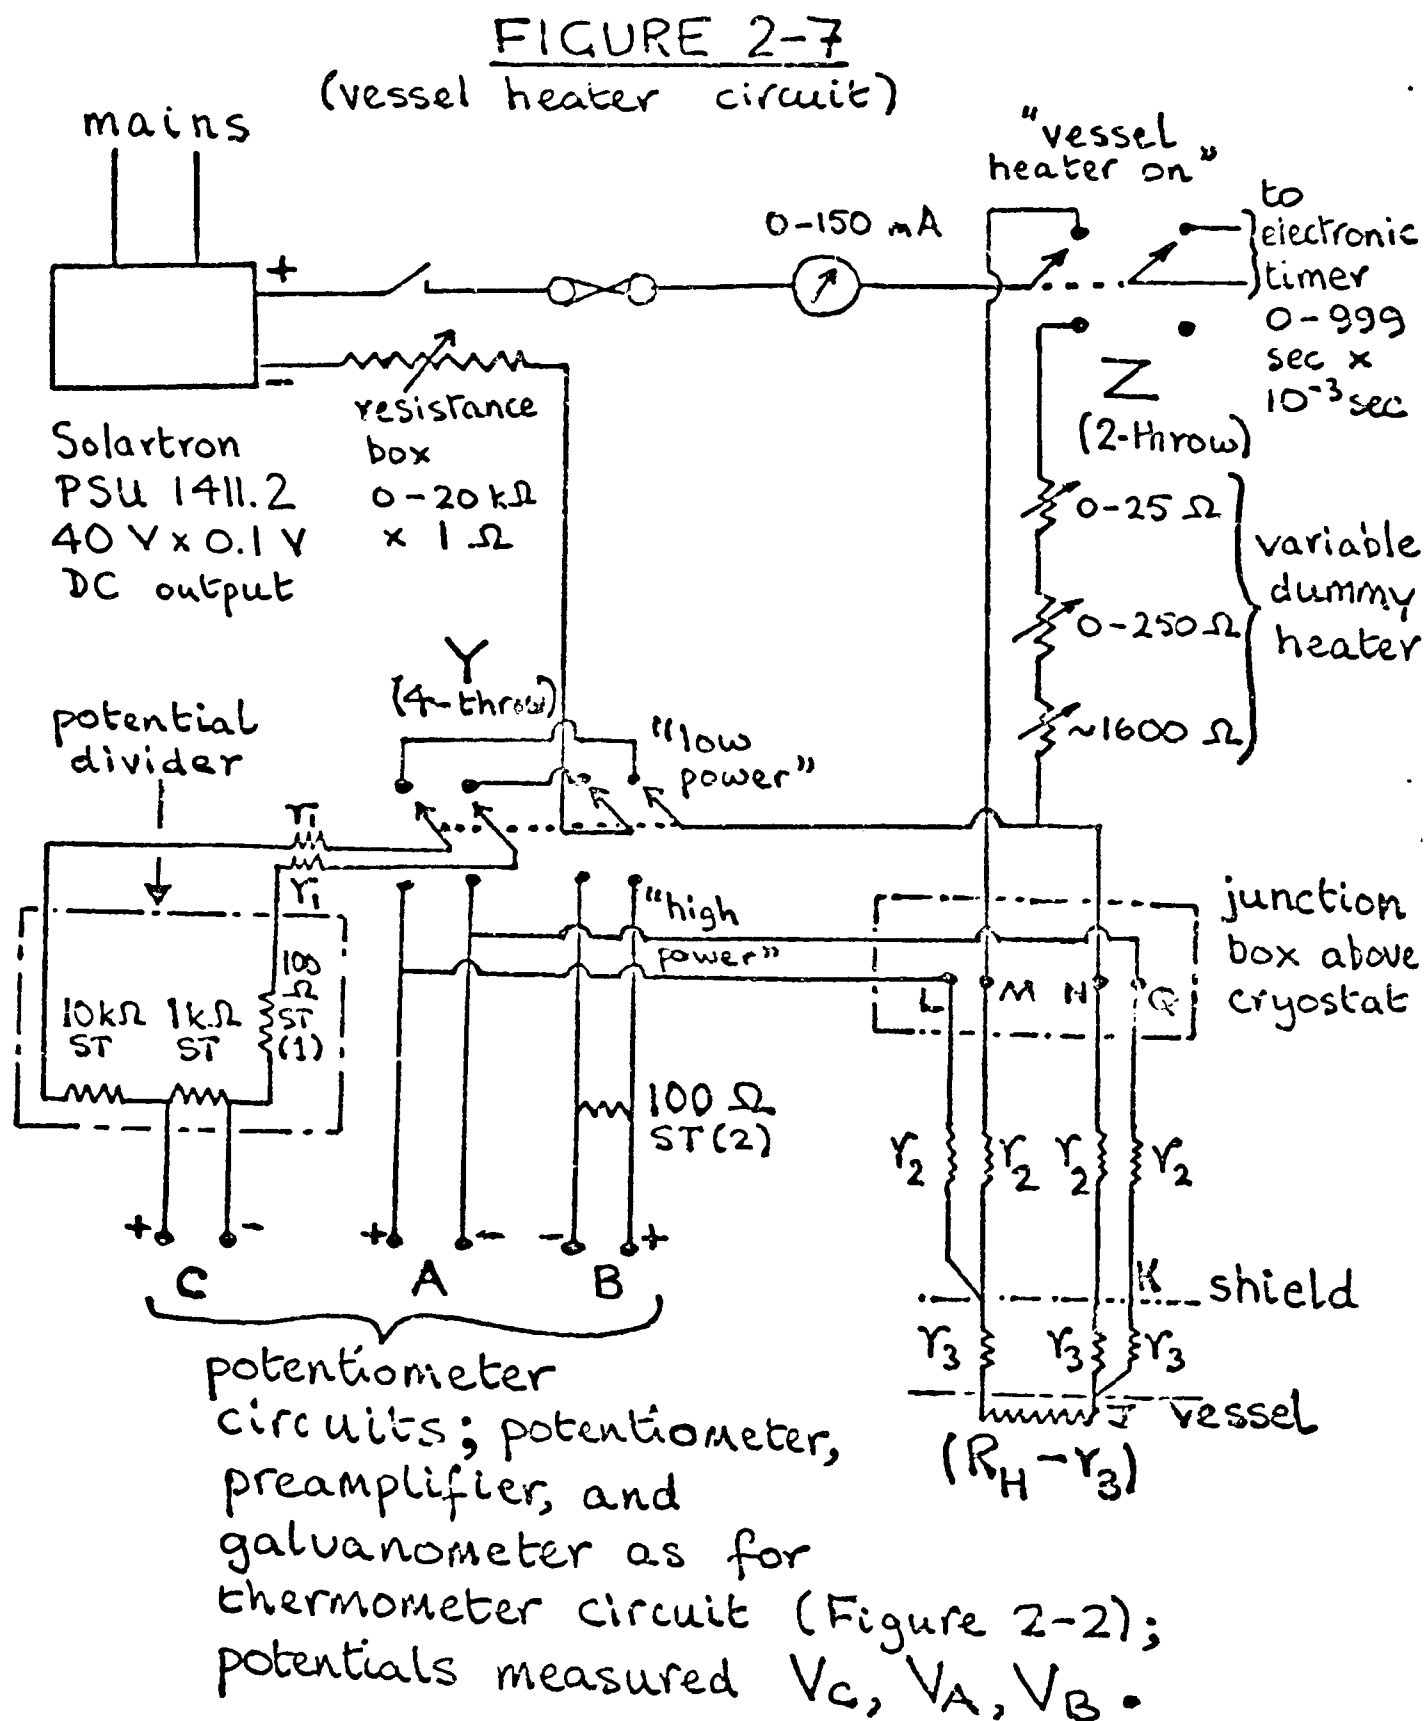 FIGURE 2-7
(vessel heater circuit)
mains
"vessel
heater on"
0-150 mA
to
electronic
timer
0-999
sec x
10⁻³ sec
+
-
Z
(2-throw)
Solartron
PSU 1411.2
40 V x 0.1 V
DC output
resistance
box
0-20 kΩ
x 1 Ω
0-25 Ω
0-250 Ω
~1600 Ω
variable
dummy
heater
Y
(4-throw)
"low
power"
potential
divider
r₁
r₁
"high
power"
junction
box above
cryostat
L
M
N
Q
10kΩ
ST
1kΩ
ST
Ω
ST
(1)
100 Ω
ST(2)
r₂
r₂
r₂
r₂
+ -
+ -
- +
C
A
B
K
shield
r₃
r₃
r₃
J
vessel
(R_H-r₃)
potentiometer
circuits; potentiometer,
preamplifier, and
galvanometer as for
thermometer circuit (Figure 2-2);
potentials measured V_C, V_A, V_B.